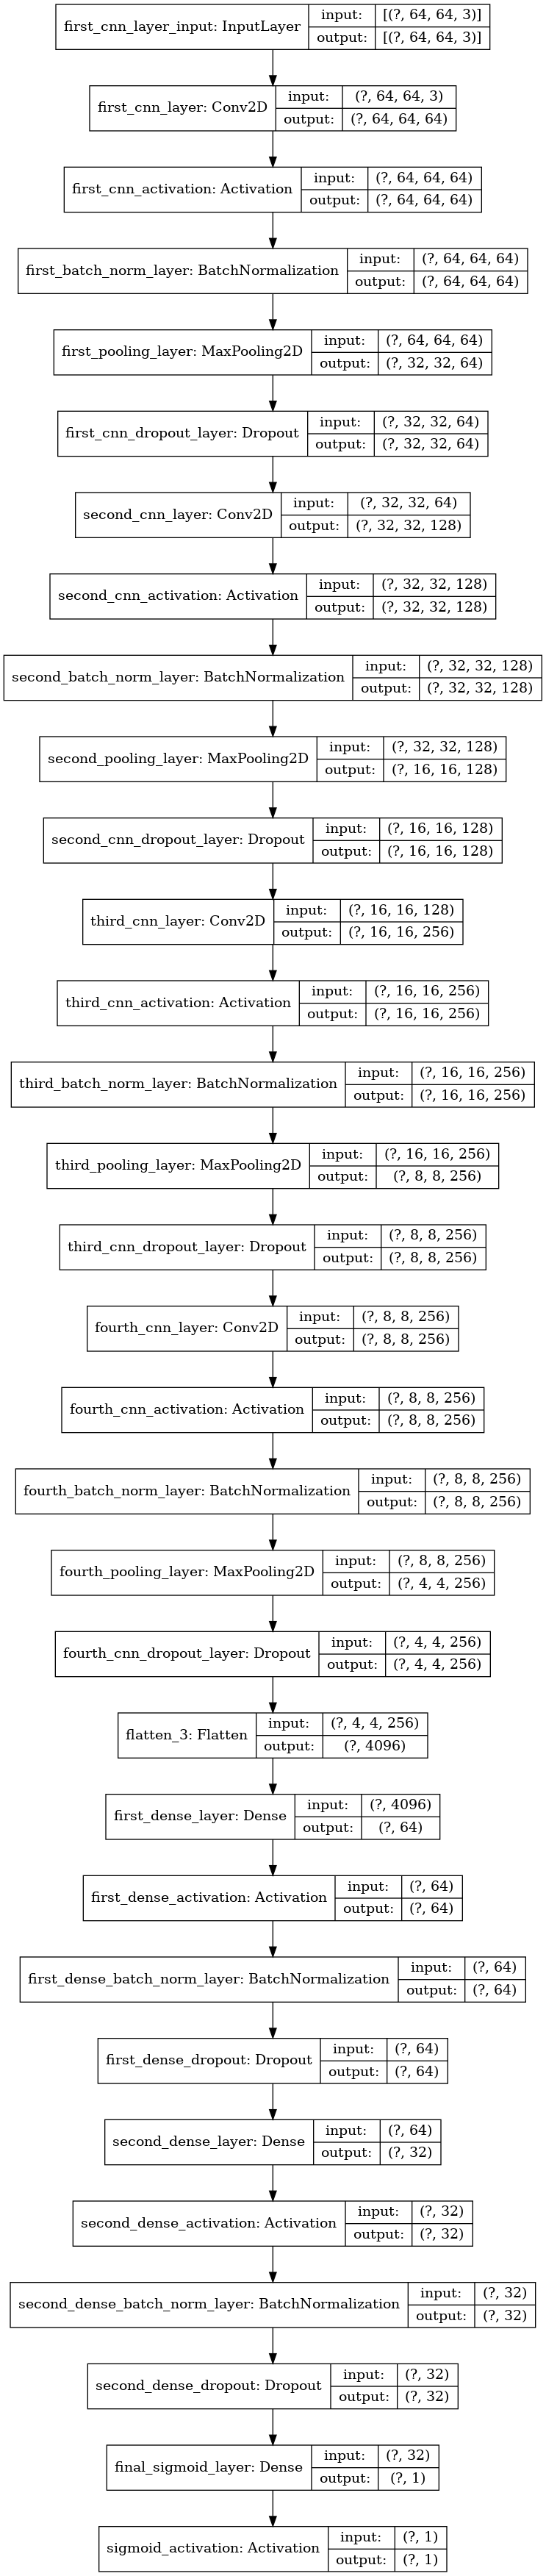 first_cnn_layer_input: InputLayer
input: [(?, 64, 64, 3)]
output: [(?, 64, 64, 3)]
first_cnn_layer: Conv2D
input: (?, 64, 64, 3)
output: (?, 64, 64, 64)
first_cnn_activation: Activation
input: (?, 64, 64, 64)
output: (?, 64, 64, 64)
first_batch_norm_layer: BatchNormalization
input: (?, 64, 64, 64)
output: (?, 64, 64, 64)
first_pooling_layer: MaxPooling2D
input: (?, 64, 64, 64)
output: (?, 32, 32, 64)
first_cnn_dropout_layer: Dropout
input: (?, 32, 32, 64)
output: (?, 32, 32, 64)
second_cnn_layer: Conv2D
input: (?, 32, 32, 64)
output: (?, 32, 32, 128)
second_cnn_activation: Activation
input: (?, 32, 32, 128)
output: (?, 32, 32, 128)
second_batch_norm_layer: BatchNormalization
input: (?, 32, 32, 128)
output: (?, 32, 32, 128)
second_pooling_layer: MaxPooling2D
input: (?, 32, 32, 128)
output: (?, 16, 16, 128)
second_cnn_dropout_layer: Dropout
input: (?, 16, 16, 128)
output: (?, 16, 16, 128)
third_cnn_layer: Conv2D
input: (?, 16, 16, 128)
output: (?, 16, 16, 256)
third_cnn_activation: Activation
input: (?, 16, 16, 256)
output: (?, 16, 16, 256)
third_batch_norm_layer: BatchNormalization
input: (?, 16, 16, 256)
output: (?, 16, 16, 256)
third_pooling_layer: MaxPooling2D
input: (?, 16, 16, 256)
output: (?, 8, 8, 256)
third_cnn_dropout_layer: Dropout
input: (?, 8, 8, 256)
output: (?, 8, 8, 256)
fourth_cnn_layer: Conv2D
input: (?, 8, 8, 256)
output: (?, 8, 8, 256)
fourth_cnn_activation: Activation
input: (?, 8, 8, 256)
output: (?, 8, 8, 256)
fourth_batch_norm_layer: BatchNormalization
input: (?, 8, 8, 256)
output: (?, 8, 8, 256)
fourth_pooling_layer: MaxPooling2D
input: (?, 8, 8, 256)
output: (?, 4, 4, 256)
fourth_cnn_dropout_layer: Dropout
input: (?, 4, 4, 256)
output: (?, 4, 4, 256)
flatten_3: Flatten
input: (?, 4, 4, 256)
output: (?, 4096)
first_dense_layer: Dense
input: (?, 4096)
output: (?, 64)
first_dense_activation: Activation
input: (?, 64)
output: (?, 64)
first_dense_batch_norm_layer: BatchNormalization
input: (?, 64)
output: (?, 64)
first_dense_dropout: Dropout
input: (?, 64)
output: (?, 64)
second_dense_layer: Dense
input: (?, 64)
output: (?, 32)
second_dense_activation: Activation
input: (?, 32)
output: (?, 32)
second_dense_batch_norm_layer: BatchNormalization
input: (?, 32)
output: (?, 32)
second_dense_dropout: Dropout
input: (?, 32)
output: (?, 32)
final_sigmoid_layer: Dense
input: (?, 32)
output: (?, 1)
sigmoid_activation: Activation
input: (?, 1)
output: (?, 1)